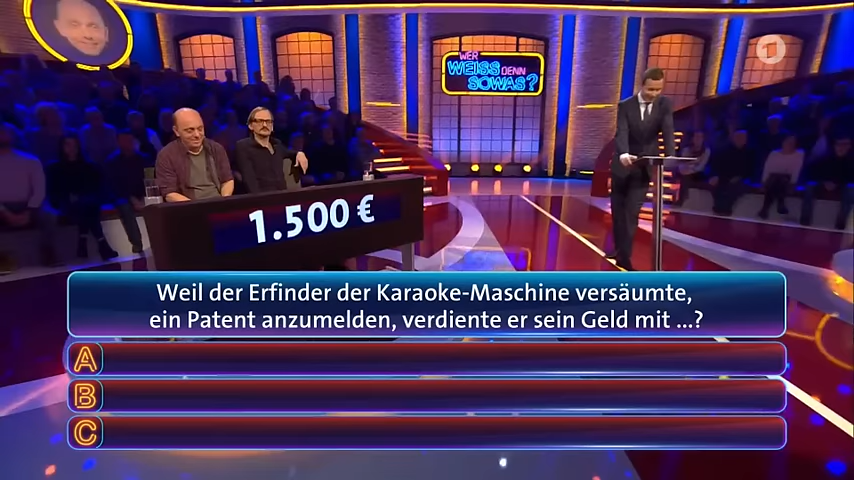 WER
WEISS DENN
SOWAS?
1
1.500 €
Weil der Erfinder der Karaoke-Maschine versäumte,
ein Patent anzumelden, verdiente er sein Geld mit ...?
A
B
C